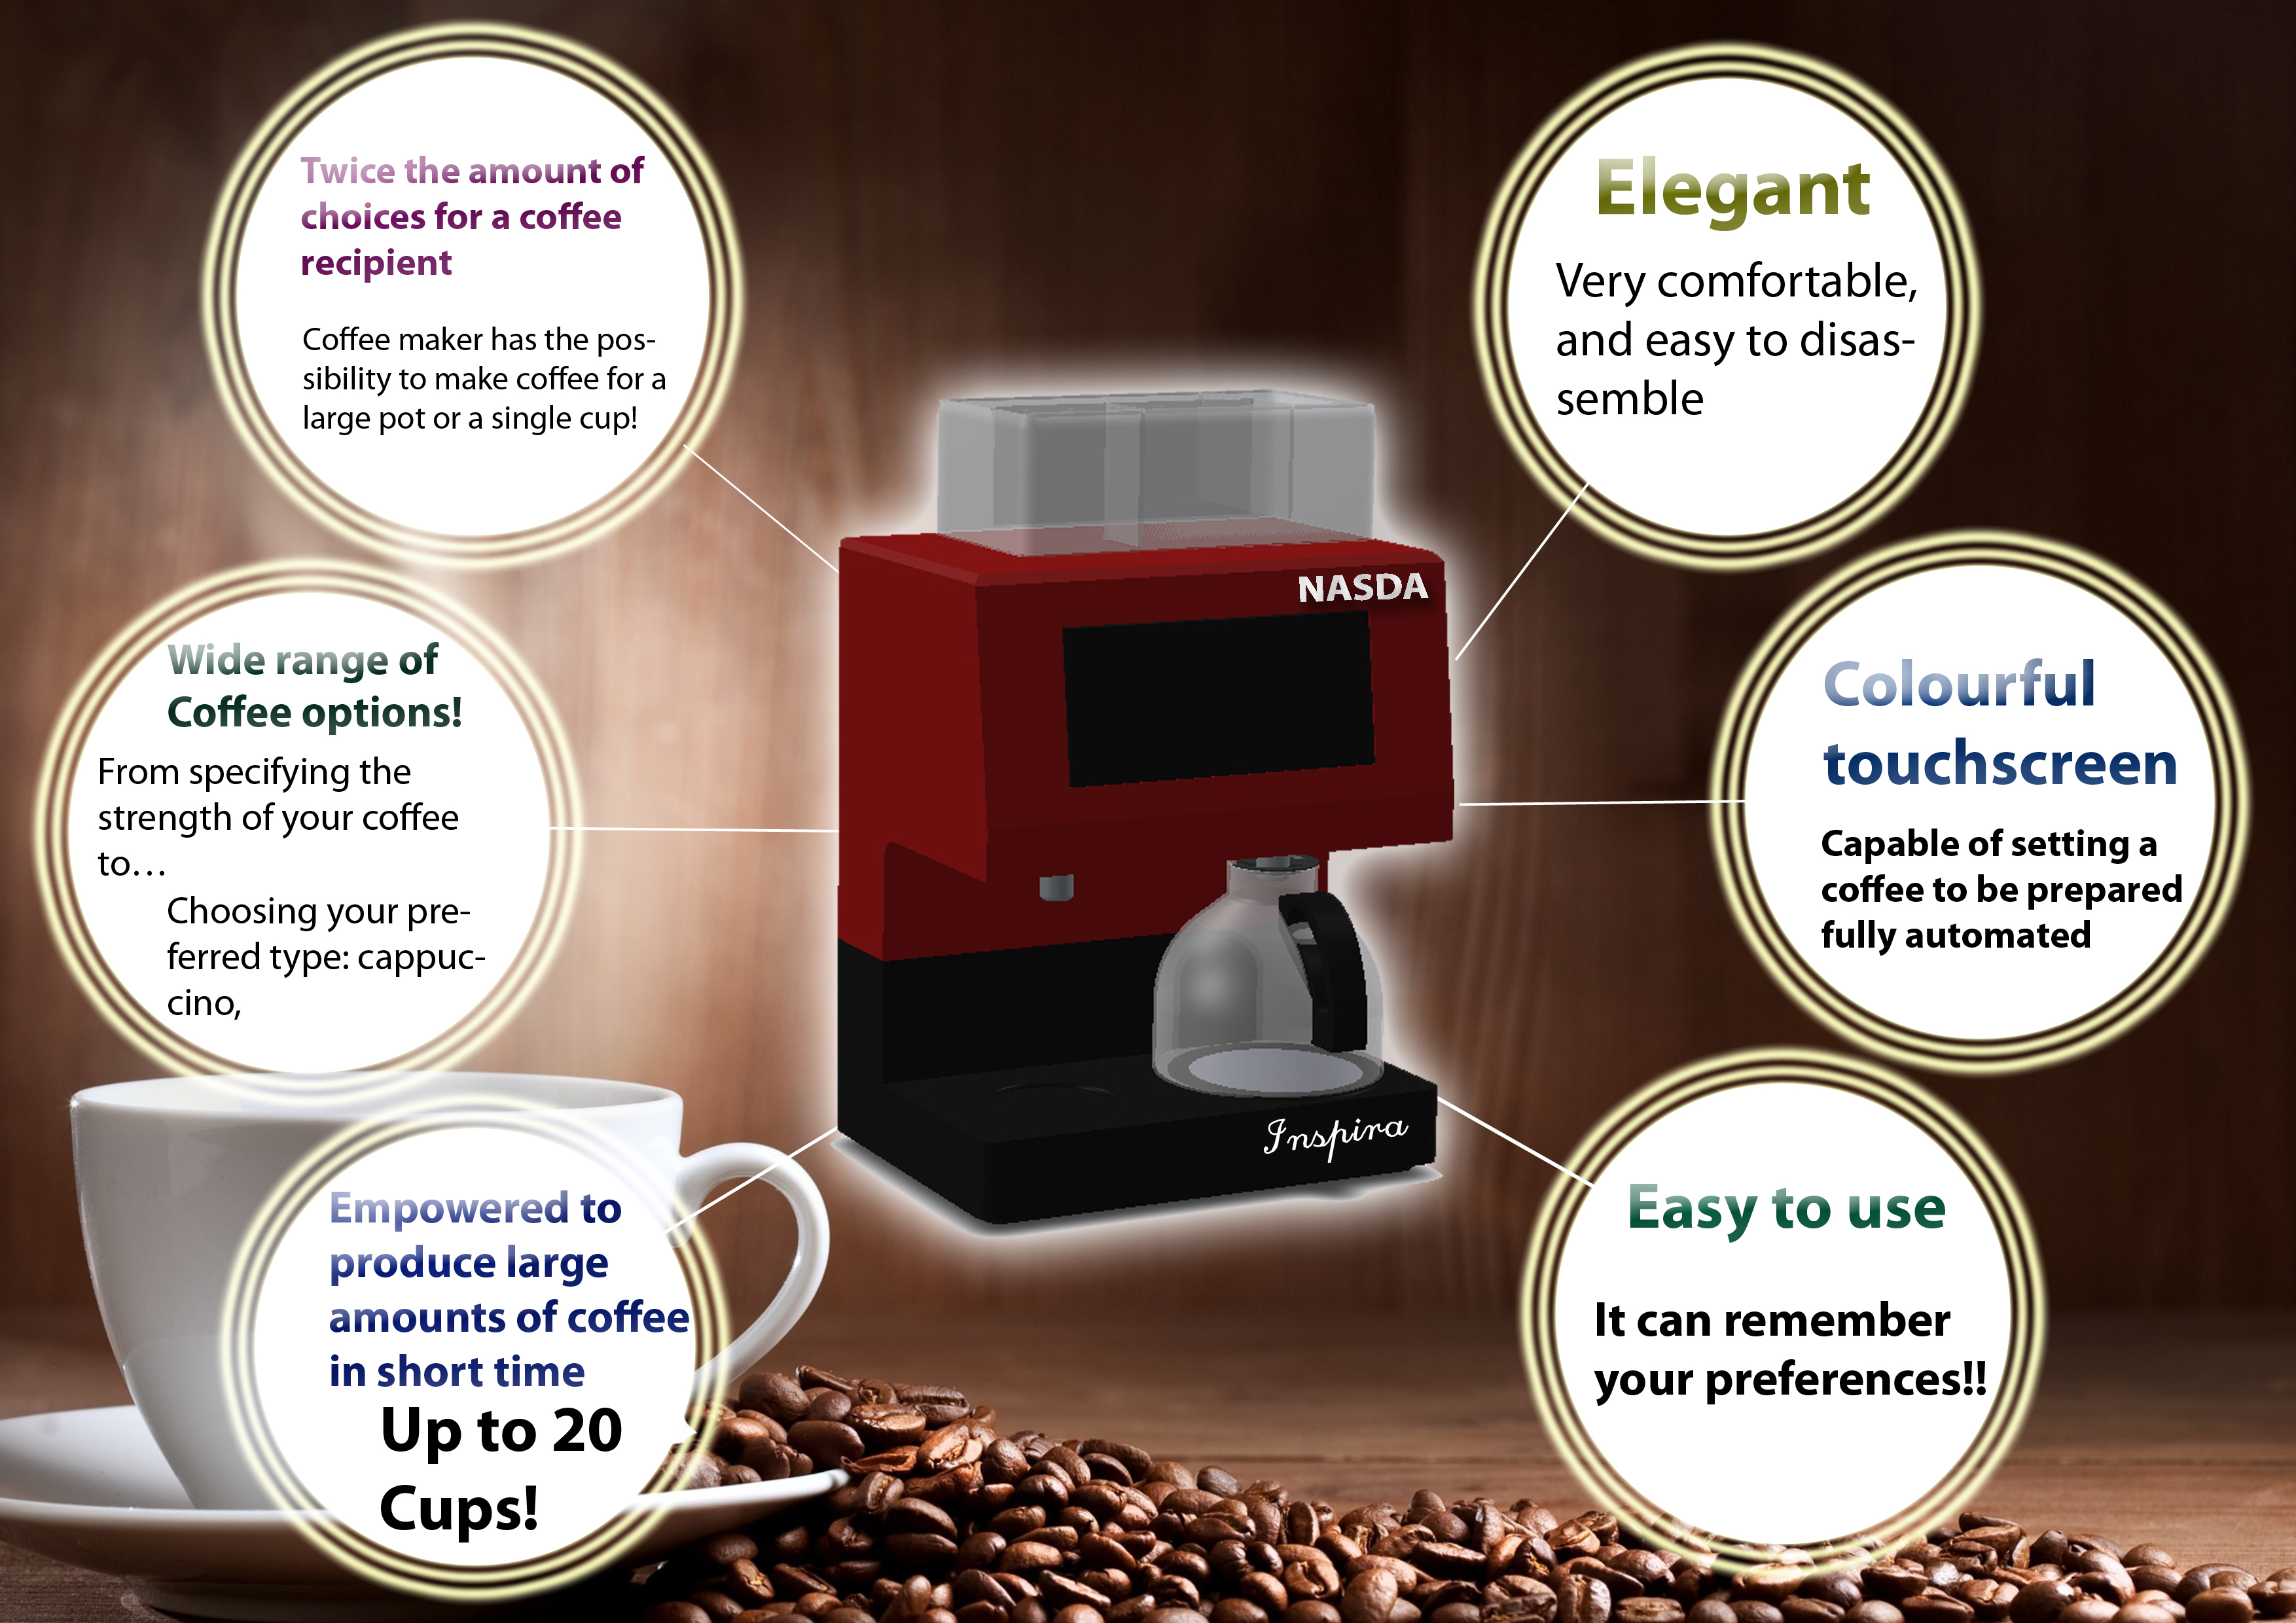 Twice the amount of
choices for a coffee
recipient
Coffee maker has the pos-
sibility to make coffee for a
large pot or a single cup!
Wide range of
Coffee options!
From specifying the
strength of your coffee
to…
Choosing your pre-
ferred type: cappuc-
cino,
Empowered to
produce large
amounts of coffee
in short time
Up to 20
Cups!
NASDA
Inspira
Elegant
Very comfortable,
and easy to disas-
semble
Colourful
touchscreen
Capable of setting a
coffee to be prepared
fully automated
Easy to use
It can remember
your preferences!!